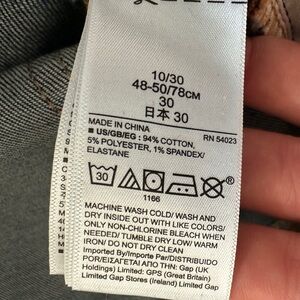 10/30
48-50/78CM
30
日本 30
MADE IN CHINA
RN 54023
■ US/GB/EG: 94% COTTON,
5% POLYESTER, 1% SPANDEX/
ELASTANE
30
1166
MACHINE WASH COLD/ WASH AND
DRY INSIDE OUT WITH LIKE COLORS/
ONLY NON-CHLORINE BLEACH WHEN
NEEDED/ TUMBLE DRY LOW/ WARM
IRON/ DO NOT DRY CLEAN
Imported By/Importado Por/DISTRIBUIDO
POR/ΕΙΣΑΓΕΤΑΙ ΑΠΟ ΤΗΝ: Gap (UK
Holdings) Limited: GPS (Great Britain)
Limited Gap Stores (Ireland) Limited Gap